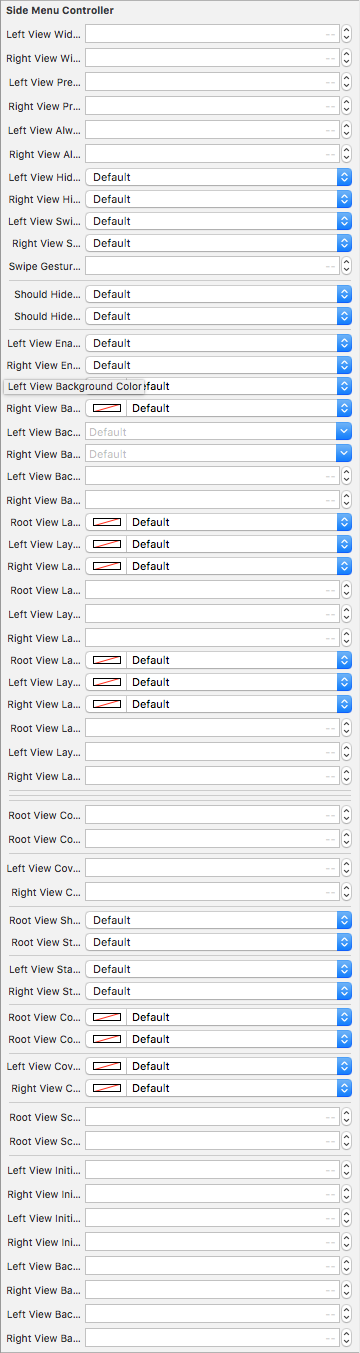 Side Menu Controller
Left View Wid... --
Right View Wi... --
Left View Pre... --
Right View Pr... --
Left View Alw... --
Right View Al... --
Left View Hid... Default
Right View Hi... Default
Left View Swi... Default
Right View S... Default
Swipe Gestur... --
Should Hide... Default
Should Hide... Default
Left View Ena... Default
Right View En... Default
Left View Background Color efault
Right View Ba... Default
Left View Bac... Default
Right View Ba... Default
Left View Bac... --
Right View Ba... --
Root View La... Default
Left View Lay... Default
Right View La... Default
Root View La... --
Left View Lay... --
Right View La... --
Root View La... Default
Left View Lay... Default
Right View La... Default
Root View La... --
Left View Lay... --
Right View La... --
Root View Co... --
Root View Co... --
Left View Cov... --
Right View C... --
Root View Sh... Default
Root View St... Default
Left View Sta... Default
Right View St... Default
Root View Co... Default
Root View Co... Default
Left View Cov... Default
Right View C... Default
Root View Sc... --
Root View Sc... --
Left View Initi... --
Right View Ini... --
Left View Initi... --
Right View Ini... --
Left View Bac... --
Right View Ba... --
Left View Bac... --
Right View Ba... --